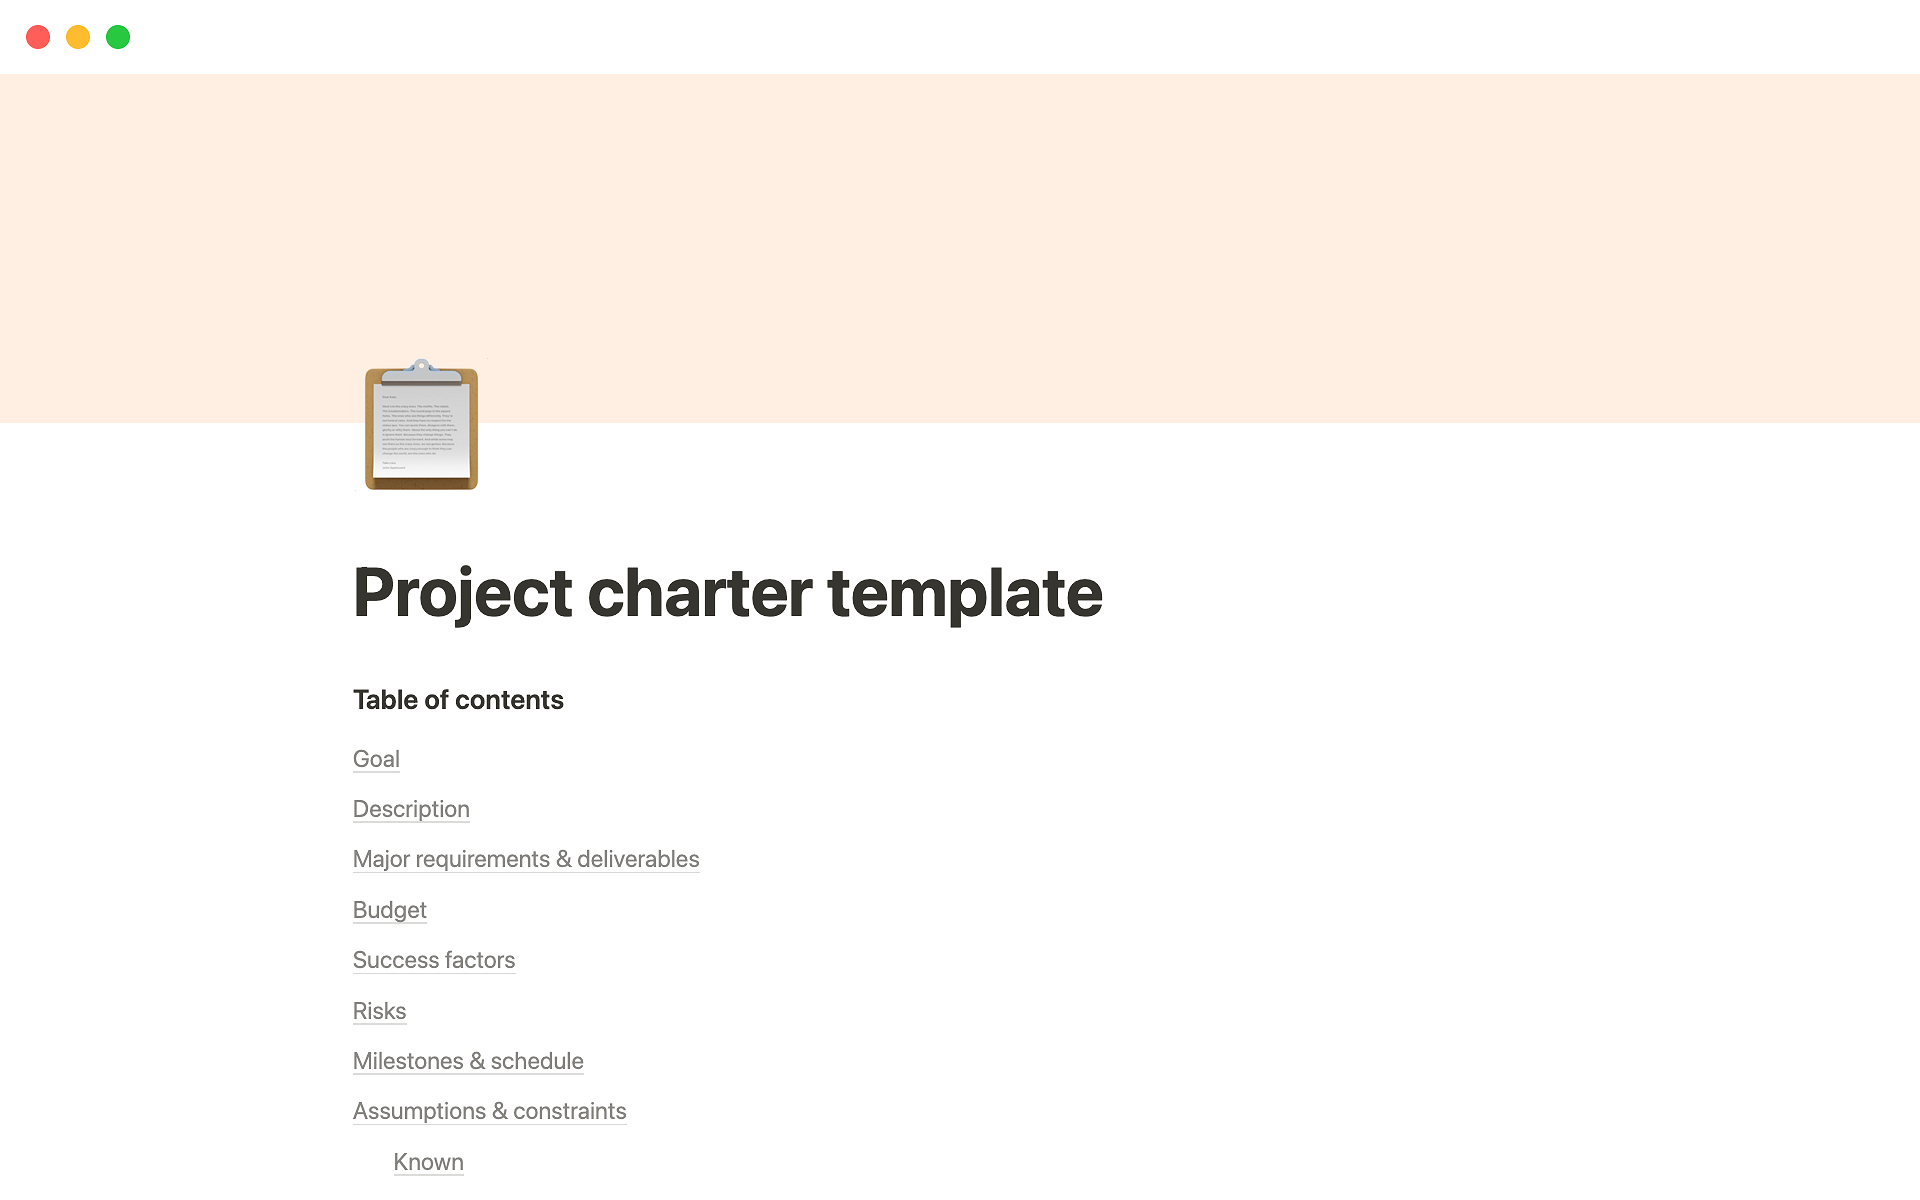 Project charter template
Table of contents
Goal
Description
Major requirements & deliverables
Budget
Success factors
Risks
Milestones & schedule
Assumptions & constraints
Known